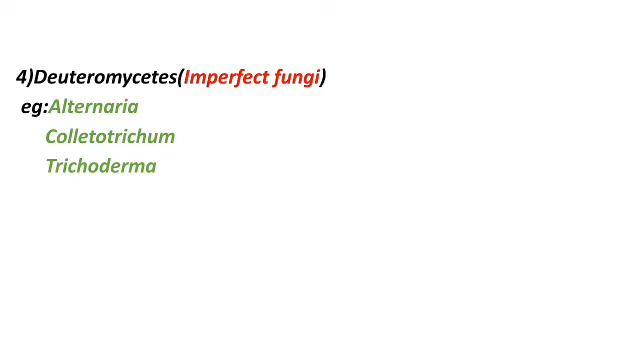 4)Deuteromycetes(Imperfect fungi)
eg:Alternaria
Colletotrichum
Trichoderma